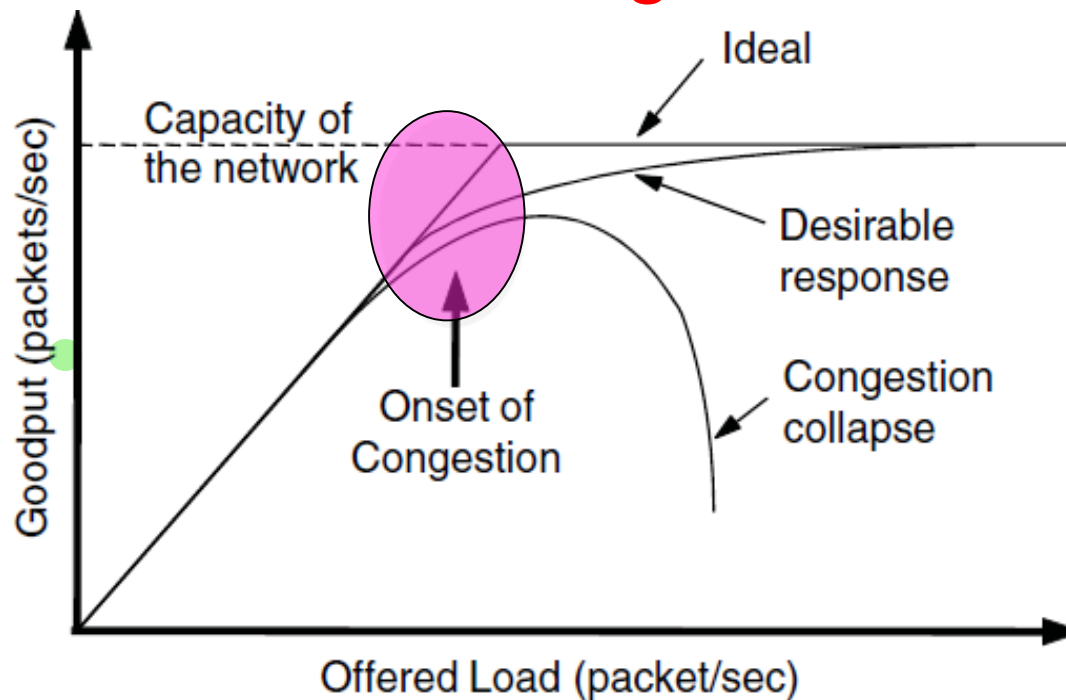 Ideal
Capacity of
the network
Desirable
response
Onset of
Congestion
Congestion
collapse
Goodput (packets/sec)
Offered Load (packet/sec)